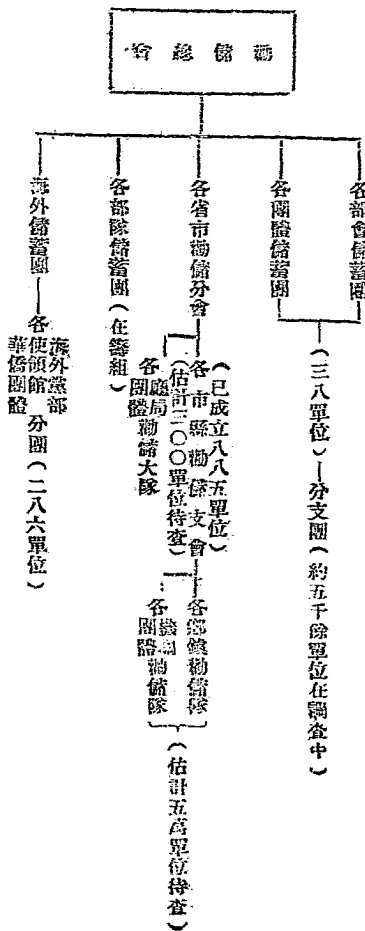 勸儲總會
各部會儲蓄團
各團體儲蓄團
(三八單位)—分支團(約五千餘單位在調查中)
各省市勸儲分會
(已成立八八五單位)
各市縣勸儲支會
(估計三〇〇單位待查)
各廳局團體勸儲大隊
各鄉鎮勸儲隊
各機關團體勸儲隊
(估計五萬單位待查)
各部隊儲蓄團(在籌組)
海外儲蓄團
海外黨部
各使領館
華僑團體
分團(二八六單位)